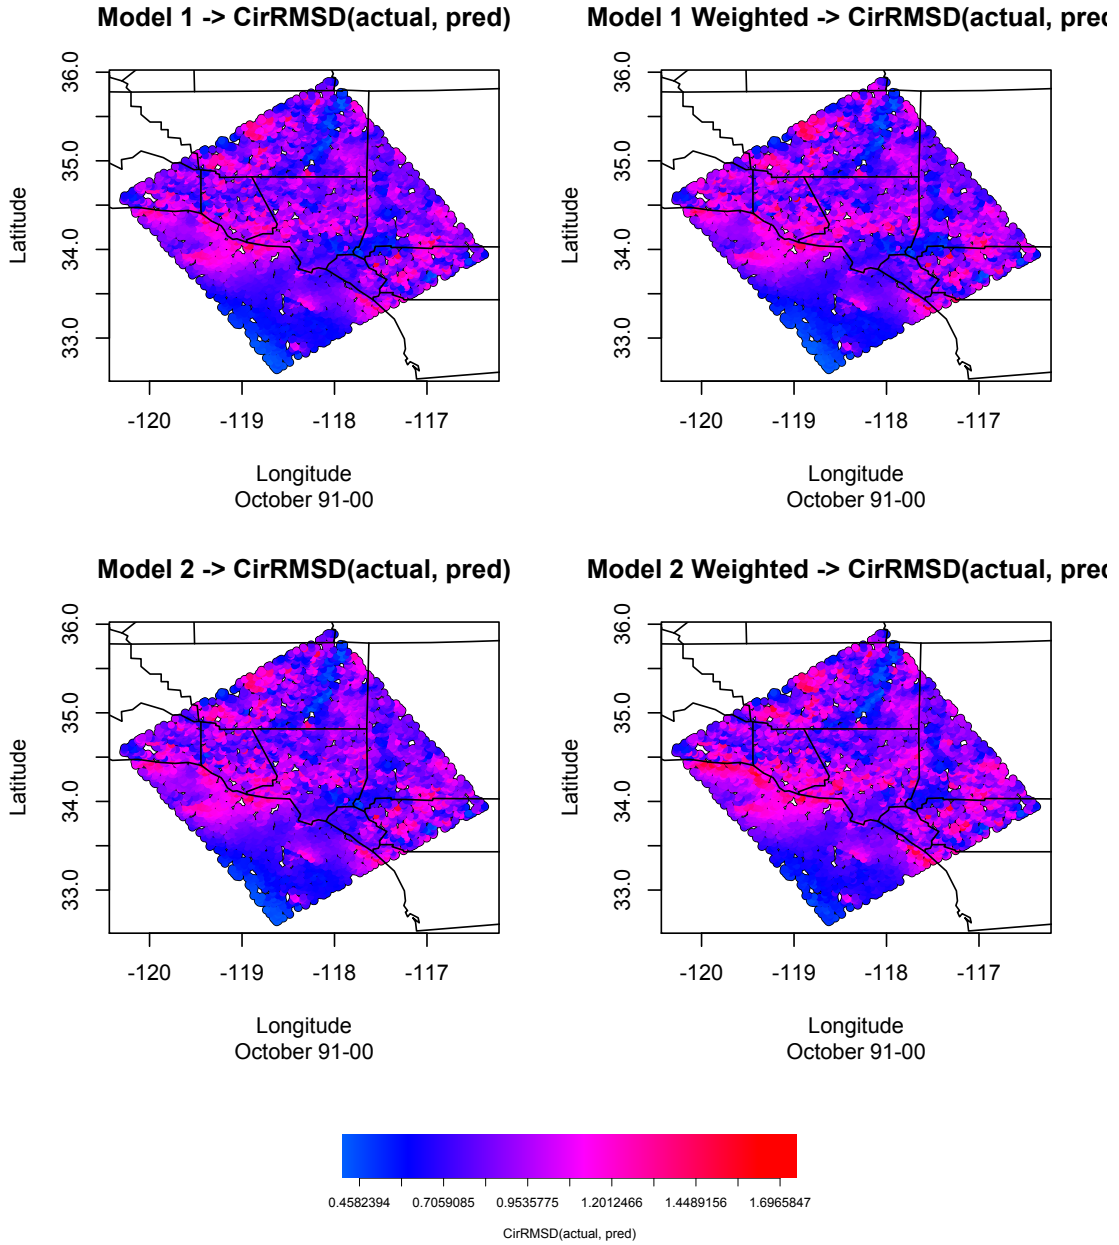 Model 1 -> CirRMSD(actual, pred)
Model 1 Weighted -> CirRMSD(actual, pred
Latitude
36.0
35.0
34.0
33.0
-120 -119 -118 -117
Longitude
October 91-00
Latitude
-120 -119 -118 -117
36.0
35.0
34.0
33.0
Longitude
October 91-00
Model 2 -> CirRMSD(actual, pred)
Model 2 Weighted -> CirRMSD(actual, pred
Latitude
36.0
35.0
34.0
33.0
-120 -119 -118 -117
Longitude
October 91-00
Latitude
36.0
35.0
34.0
33.0
-120 -119 -118 -117
Longitude
October 91-00
0.4582394 0.7059085 0.9535775 1.2012466 1.4489156 1.6965847
CirRMSD(actual, pred)